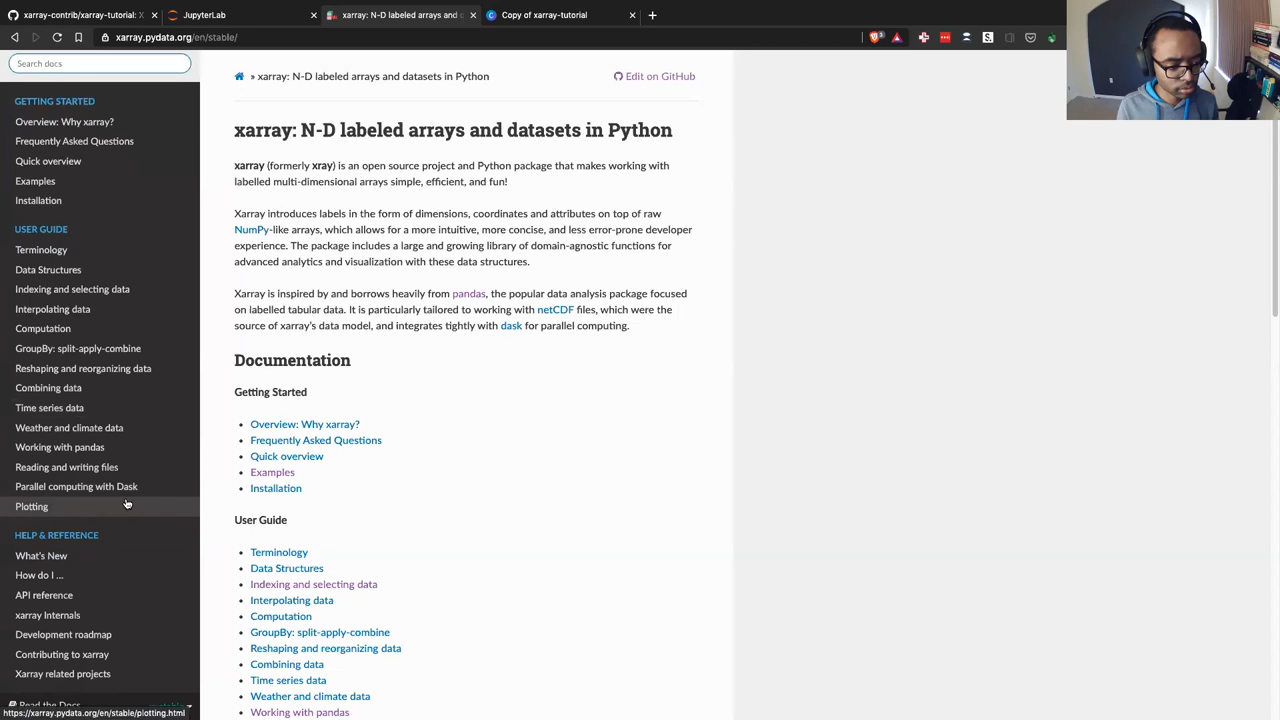 xarray-contrib/xarray-tutorial: X
JupyterLab
xarray: N-D labeled arrays and
Copy of xarray-tutorial
xarray.pydata.org/en/stable/
Search docs
GETTING STARTED
Overview: Why xarray?
Frequently Asked Questions
Quick overview
Examples
Installation
USER GUIDE
Terminology
Data Structures
Indexing and selecting data
Interpolating data
Computation
GroupBy: split-apply-combine
Reshaping and reorganizing data
Combining data
Time series data
Weather and climate data
Working with pandas
Reading and writing files
Parallel computing with Dask
Plotting
HELP & REFERENCE
What's New
How do I ...
API reference
xarray Internals
Development roadmap
Contributing to xarray
Xarray related projects
Read the Docs
https://xarray.pydata.org/en/stable/plotting.html
» xarray: N-D labeled arrays and datasets in Python
Edit on GitHub
xarray: N-D labeled arrays and datasets in Python
xarray (formerly xray) is an open source project and Python package that makes working with
labelled multi-dimensional arrays simple, efficient, and fun!
Xarray introduces labels in the form of dimensions, coordinates and attributes on top of raw
NumPy-like arrays, which allows for a more intuitive, more concise, and less error-prone developer
experience. The package includes a large and growing library of domain-agnostic functions for
advanced analytics and visualization with these data structures.
Xarray is inspired by and borrows heavily from pandas, the popular data analysis package focused
on labelled tabular data. It is particularly tailored to working with netCDF files, which were the
source of xarray's data model, and integrates tightly with dask for parallel computing.
Documentation
Getting Started
• Overview: Why xarray?
• Frequently Asked Questions
• Quick overview
• Examples
• Installation
User Guide
• Terminology
• Data Structures
• Indexing and selecting data
• Interpolating data
• Computation
• GroupBy: split-apply-combine
• Reshaping and reorganizing data
• Combining data
• Time series data
• Weather and climate data
• Working with pandas